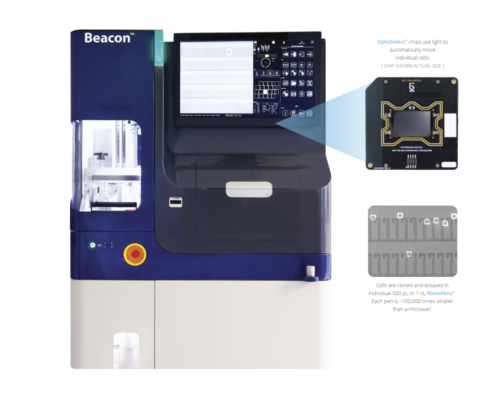 Beacon™
OptoSelect™ chips use light to
automatically move
individual cells.
[ CHIP SHOWN ACTUAL SIZE ]
Cells are cloned and assayed in
individual 500 pL or 1 nL NanoPens™.
Each pen is ~100,000 times smaller
than a microwell.